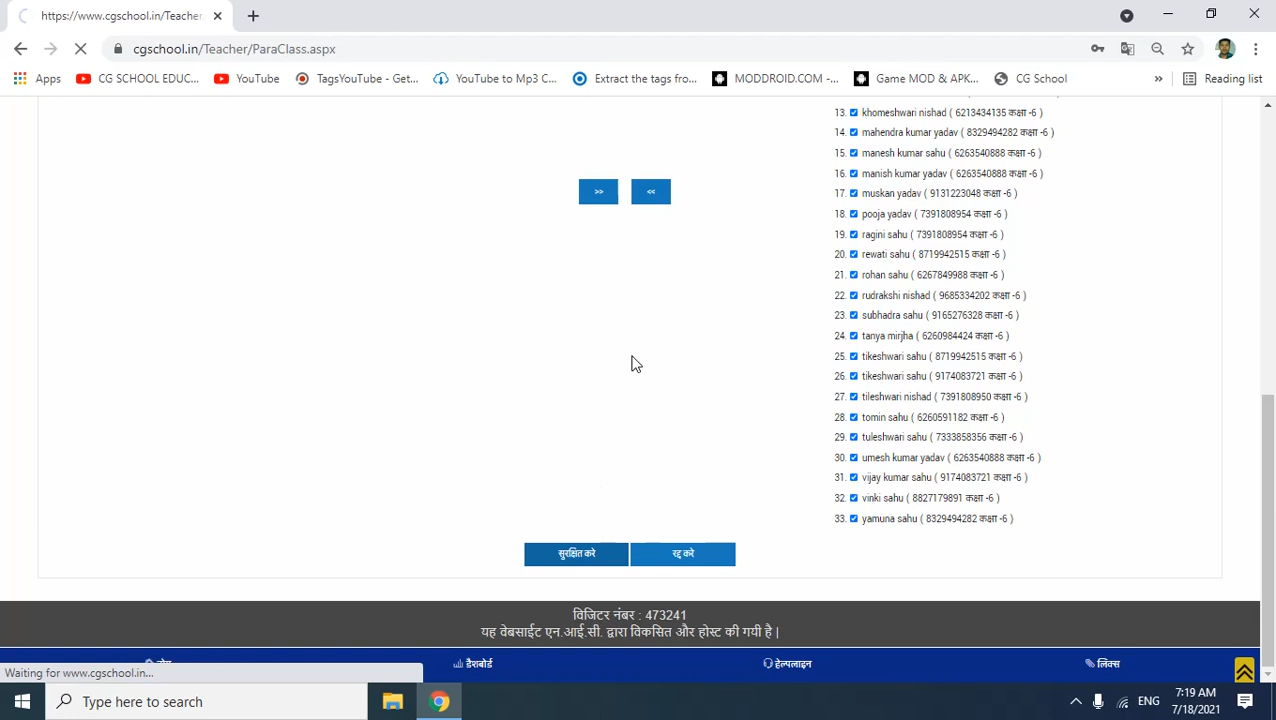 https://www.cgschool.in/Teacher
cgschool.in/Teacher/ParaClass.aspx
Apps CG SCHOOL EDUC... YouTube TagsYouTube - Get... YouTube to Mp3 C... Extract the tags from... MODDROID.COM -... Game MOD & APK... CG School » Reading list
13. khomeshwari nishad ( 6213434135 कक्षा -6 )
14. mahendra kumar yadav ( 8329494282 कक्षा -6 )
15. manesh kumar sahu ( 6263540888 कक्षा -6 )
16. manish kumar yadav ( 6263540888 कक्षा -6 )
17. muskan yadav ( 9131223048 कक्षा -6 )
>> <<
18. pooja yadav ( 7391808954 कक्षा -6 )
19. ragini sahu ( 7391808954 कक्षा -6 )
20. rewati sahu ( 8719942515 कक्षा -6 )
21. rohan sahu ( 6267849988 कक्षा -6 )
22. rudrakshi nishad ( 9685334202 कक्षा -6 )
23. subhadra sahu ( 9165276328 कक्षा -6 )
24. tanya mirjha ( 6260984424 कक्षा -6 )
25. tikeshwari sahu ( 8719942515 कक्षा -6 )
26. tikeshwari sahu ( 9174083721 कक्षा -6 )
27. tileshwari nishad ( 7391808950 कक्षा -6 )
28. tomin sahu ( 6260591182 कक्षा -6 )
29. tuleshwari sahu ( 7333858356 कक्षा -6 )
30. umesh kumar yadav ( 6263540888 कक्षा -6 )
31. vijay kumar sahu ( 9174083721 कक्षा -6 )
32. vinki sahu ( 8827179891 कक्षा -6 )
33. yamuna sahu ( 8329494282 कक्षा -6 )
सुरक्षित करे रद्द करे
विजिटर नंबर : 473241
यह वेबसाईट एन.आई.सी. द्वारा विकसित और होस्ट की गयी है |
डैशबोर्ड हेल्पलाइन लिंक्स
Waiting for www.cgschool.in...
Type here to search
ENG
7:19 AM
7/18/2021